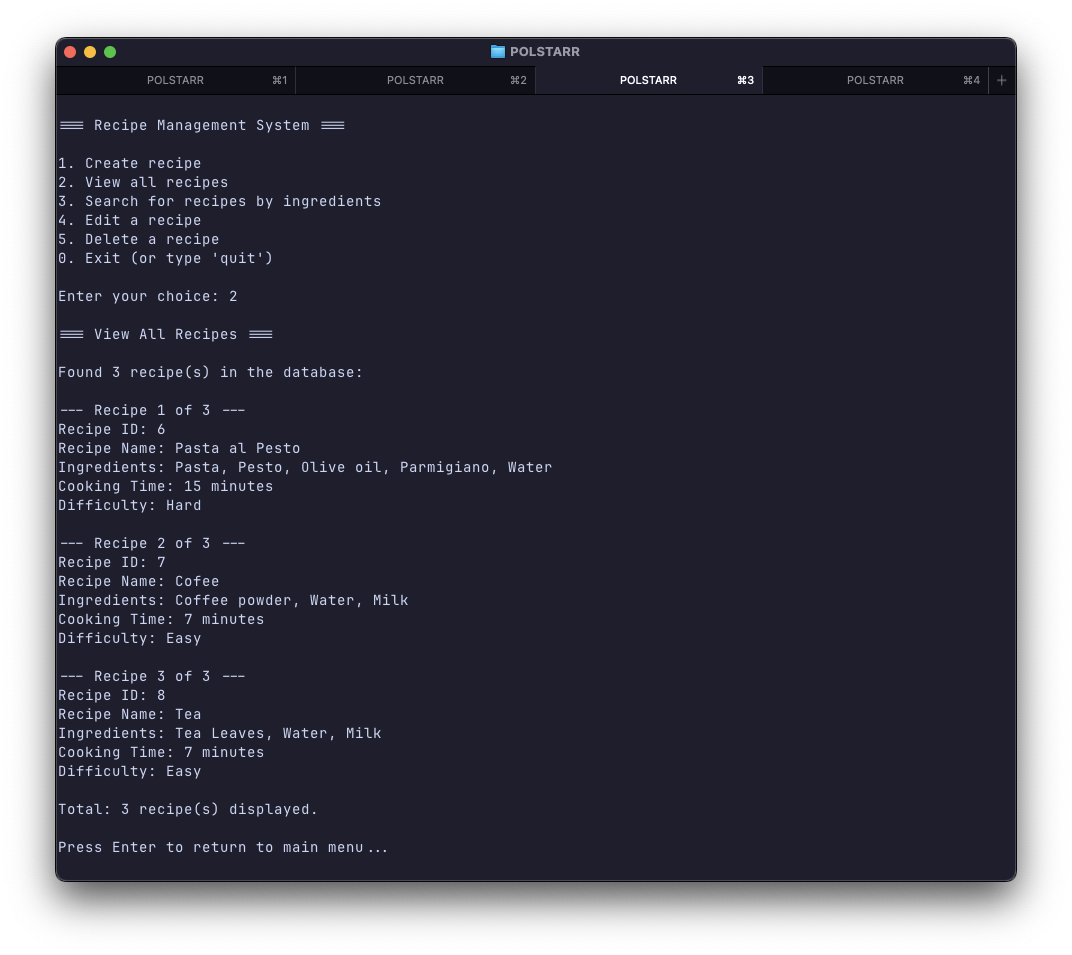 POLSTARR
POLSTARR ⌘1 POLSTARR ⌘2 POLSTARR ⌘3 POLSTARR ⌘4 +
=== Recipe Management System ===
1. Create recipe
2. View all recipes
3. Search for recipes by ingredients
4. Edit a recipe
5. Delete a recipe
0. Exit (or type 'quit')
Enter your choice: 2
=== View All Recipes ===
Found 3 recipe(s) in the database:
--- Recipe 1 of 3 ---
Recipe ID: 6
Recipe Name: Pasta al Pesto
Ingredients: Pasta, Pesto, Olive oil, Parmigiano, Water
Cooking Time: 15 minutes
Difficulty: Hard
--- Recipe 2 of 3 ---
Recipe ID: 7
Recipe Name: Cofee
Ingredients: Coffee powder, Water, Milk
Cooking Time: 7 minutes
Difficulty: Easy
--- Recipe 3 of 3 ---
Recipe ID: 8
Recipe Name: Tea
Ingredients: Tea Leaves, Water, Milk
Cooking Time: 7 minutes
Difficulty: Easy
Total: 3 recipe(s) displayed.
Press Enter to return to main menu...